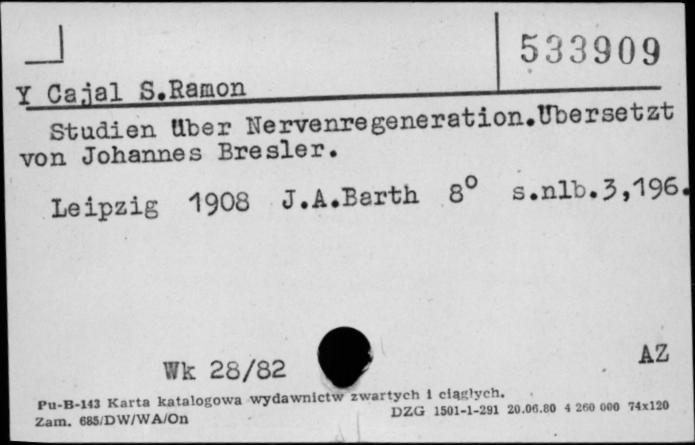 533909
Y Cajal S.Ramon
Studien Uber Nervenregeneration.Ubersetzt
von Johannes Bresler.
Leipzig 1908 J.A.Barth 8° s.nlb.3,196.
Wk 28/82
AZ
Pu-B-143 Karta katalogowa wydawnictw zwartych i ciągłych.
Zam. 685/DW/WA/On
DZG 1501-1-291 20.06.80 4 260 000 74x120